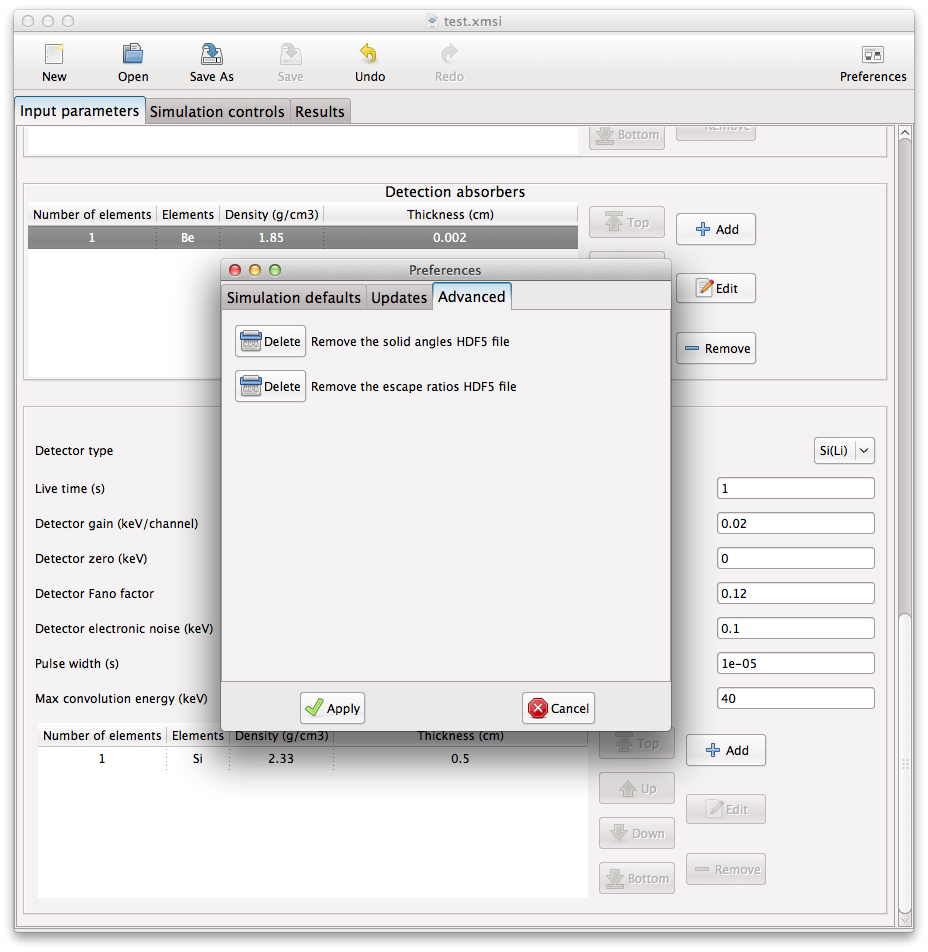 test.xmsi
New Open Save As Save Undo Redo Preferences
Input parameters Simulation controls Results
Bottom Remove
Detection absorbers
Number of elements Elements Density (g/cm3) Thickness (cm)
1 Be 1.85 0.002
Top Add
Edit
Remove
Preferences
Simulation defaults Updates Advanced
Delete Remove the solid angles HDF5 file
Delete Remove the escape ratios HDF5 file
Apply Cancel
Detector type Si(Li)
Live time (s) 1
Detector gain (keV/channel) 0.02
Detector zero (keV) 0
Detector Fano factor 0.12
Detector electronic noise (keV) 0.1
Pulse width (s) 1e-05
Max convolution energy (keV) 40
Number of elements Elements Density (g/cm3) Thickness (cm)
1 Si 2.33 0.5
Top Add
Up Edit
Down
Bottom Remove